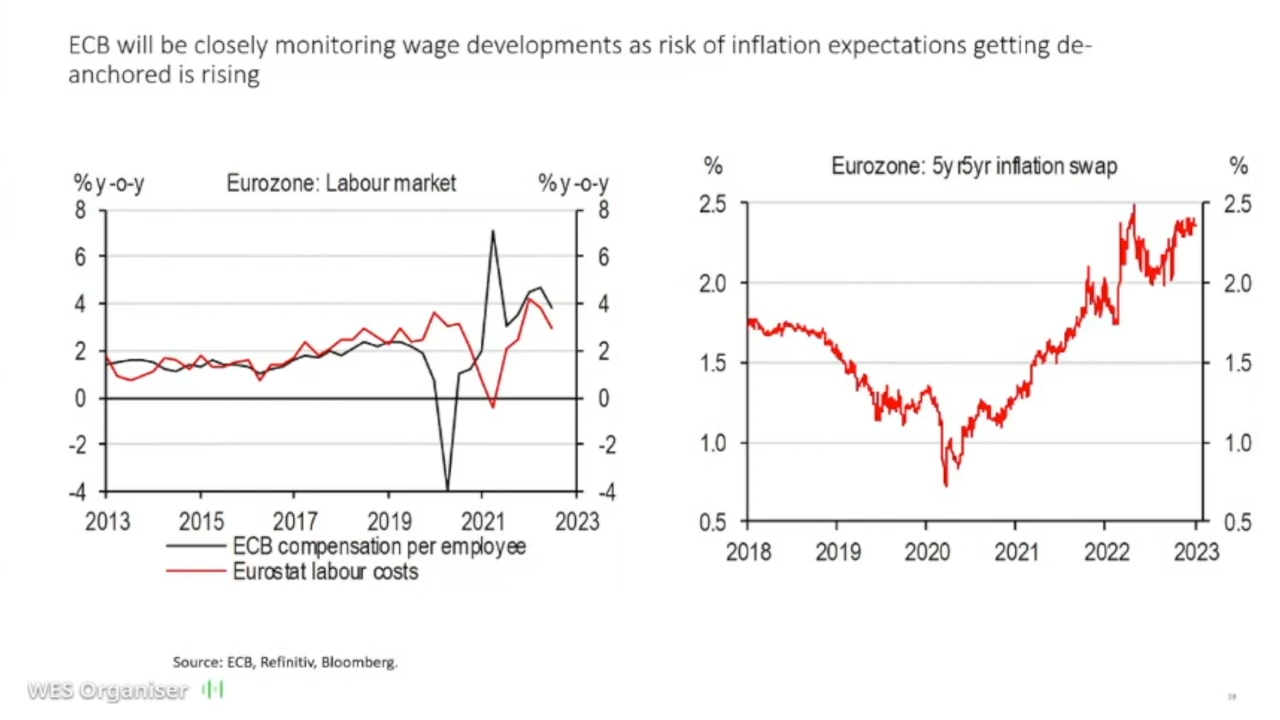 ECB will be closely monitoring wage developments as risk of inflation expectations getting de-
anchored is rising
% y -o-y Eurozone: Labour market % y -o-y
8 8
6 6
4 4
2 2
0 0
-2 -2
-4 -4
2013 2015 2017 2019 2021 2023
ECB compensation per employee
Eurostat labour costs
% Eurozone: 5y r5yr inflation swap %
2.5 2.5
2.0 2.0
1.5 1.5
1.0 1.0
0.5 0.5
2018 2019 2020 2021 2022 2023
Source: ECB, Refinitiv, Bloomberg.
WES Organiser